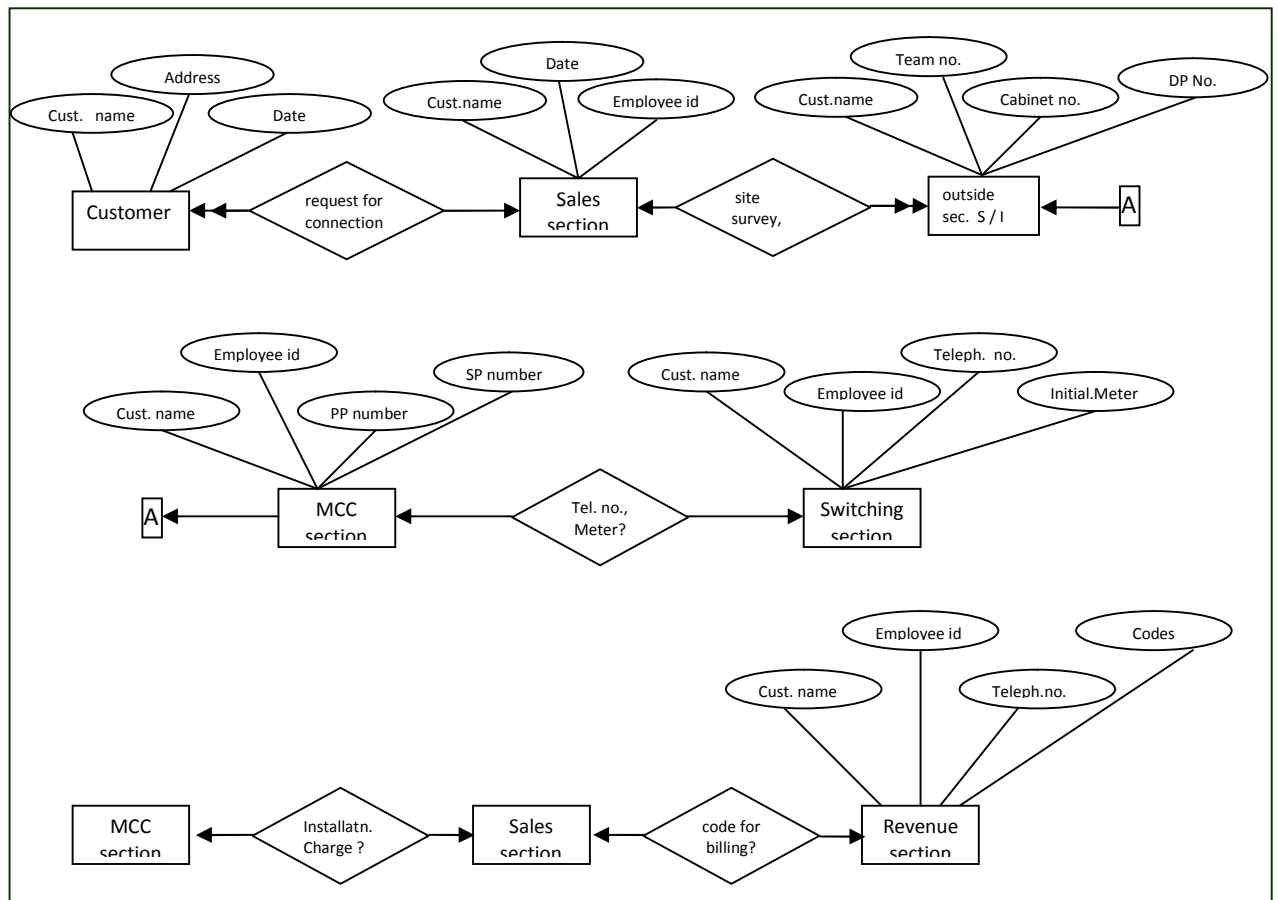 Address
Cust. name
Date
Customer
request for
connection
Date
Cust.name
Employee id
Sales
section
site
survey,
Team no.
Cust.name
Cabinet no.
DP No.
outside
sec. S / I
A
Employee id
SP number
Cust. name
PP number
A
MCC
section
Tel. no.,
Meter?
Teleph. no.
Cust. name
Employee id
Initial.Meter
Switching
section
Employee id
Codes
Cust. name
Teleph.no.
MCC
section
Installatn.
Charge ?
Sales
section
code for
billing?
Revenue
section